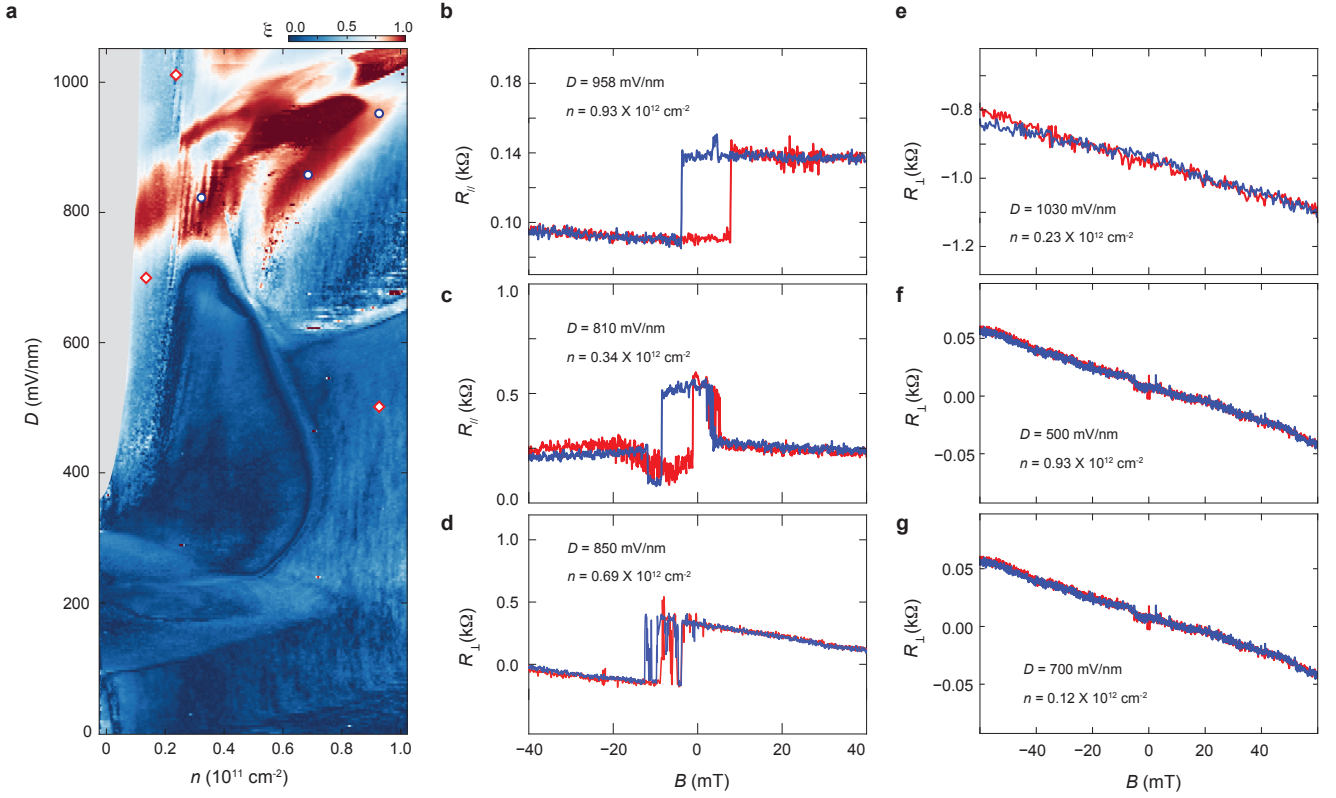 a
ξ
0.0 0.5 1.0
1000
800
600
400
200
0
D (mV/nm)
0 0.2 0.4 0.6 0.8 1.0
n (10¹¹ cm⁻²)
b
D = 958 mV/nm
n = 0.93 X 10¹² cm⁻²
0.18
0.14
0.10
R// (kΩ)
c
D = 810 mV/nm
n = 0.34 X 10¹² cm⁻²
1.0
0.5
0.0
R// (kΩ)
d
D = 850 mV/nm
n = 0.69 X 10¹² cm⁻²
1.0
0.5
0.0
R⊥ (kΩ)
−40 −20 0 20 40
B (mT)
e
−0.8
−1.0
−1.2
R⊥ (kΩ)
D = 1030 mV/nm
n = 0.23 X 10¹² cm⁻²
f
0.05
0.00
−0.05
R⊥ (kΩ)
D = 500 mV/nm
n = 0.93 X 10¹² cm⁻²
g
0.05
0.00
−0.05
R⊥ (kΩ)
D = 700 mV/nm
n = 0.12 X 10¹² cm⁻²
−40 −20 0 20 40
B (mT)